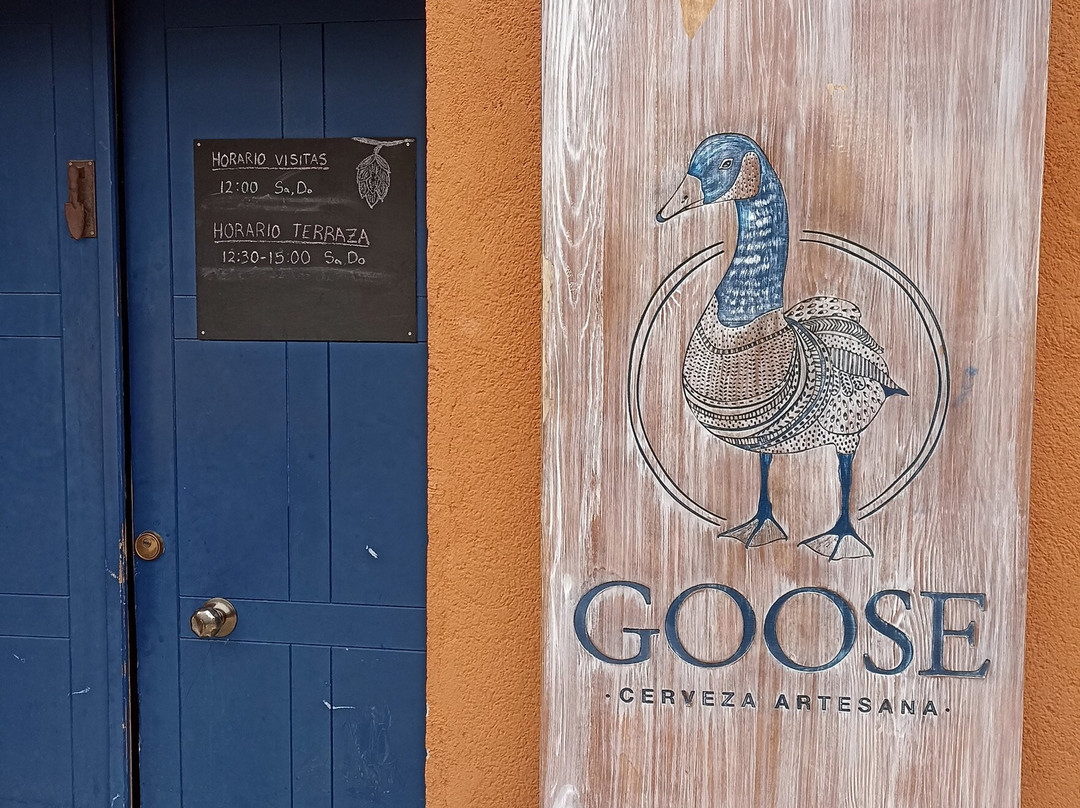 HORARIO VISITAS
12:00 Sa, Do
HORARIO TERRAZA
12:30-15:00 Sa, Do
GOOSE
·CERVEZA ARTESANA·